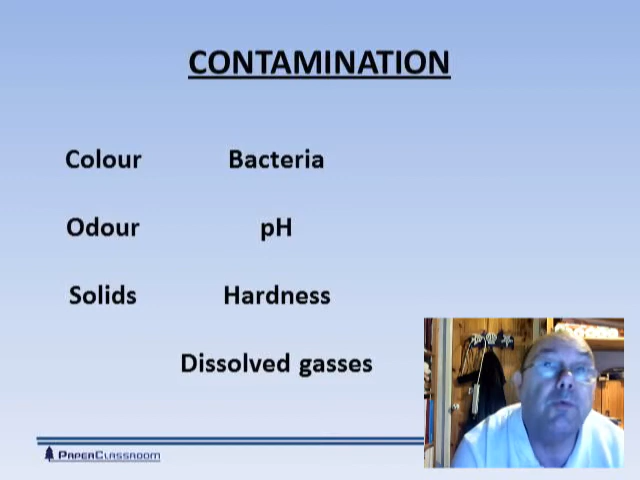 CONTAMINATION
Colour Bacteria
Odour pH
Solids Hardness
Dissolved gasses
PAPERCLASSROOM